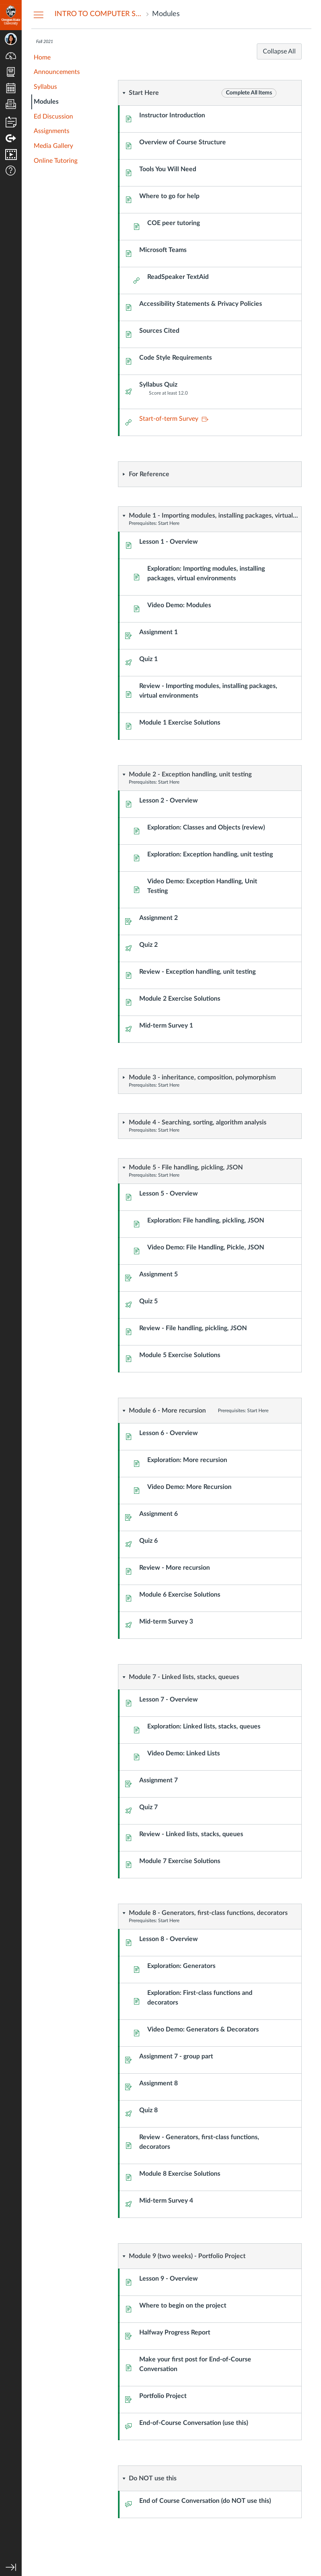 Oregon State
University
INTRO TO COMPUTER S... › Modules
Fall 2021
Home
Announcements
Syllabus
Modules
Ed Discussion
Assignments
Media Gallery
Online Tutoring
Collapse All
Start Here
Complete All Items
Instructor Introduction
Overview of Course Structure
Tools You Will Need
Where to go for help
COE peer tutoring
Microsoft Teams
ReadSpeaker TextAid
Accessibility Statements & Privacy Policies
Sources Cited
Code Style Requirements
Syllabus Quiz
Score at least 12.0
Start-of-term Survey
For Reference
Module 1 - Importing modules, installing packages, virtual...
Prerequisites: Start Here
Lesson 1 - Overview
Exploration: Importing modules, installing
packages, virtual environments
Video Demo: Modules
Assignment 1
Quiz 1
Review - Importing modules, installing packages,
virtual environments
Module 1 Exercise Solutions
Module 2 - Exception handling, unit testing
Prerequisites: Start Here
Lesson 2 - Overview
Exploration: Classes and Objects (review)
Exploration: Exception handling, unit testing
Video Demo: Exception Handling, Unit
Testing
Assignment 2
Quiz 2
Review - Exception handling, unit testing
Module 2 Exercise Solutions
Mid-term Survey 1
Module 3 - inheritance, composition, polymorphism
Prerequisites: Start Here
Module 4 - Searching, sorting, algorithm analysis
Prerequisites: Start Here
Module 5 - File handling, pickling, JSON
Prerequisites: Start Here
Lesson 5 - Overview
Exploration: File handling, pickling, JSON
Video Demo: File Handling, Pickle, JSON
Assignment 5
Quiz 5
Review - File handling, pickling, JSON
Module 5 Exercise Solutions
Module 6 - More recursion Prerequisites: Start Here
Lesson 6 - Overview
Exploration: More recursion
Video Demo: More Recursion
Assignment 6
Quiz 6
Review - More recursion
Module 6 Exercise Solutions
Mid-term Survey 3
Module 7 - Linked lists, stacks, queues
Lesson 7 - Overview
Exploration: Linked lists, stacks, queues
Video Demo: Linked Lists
Assignment 7
Quiz 7
Review - Linked lists, stacks, queues
Module 7 Exercise Solutions
Module 8 - Generators, first-class functions, decorators
Prerequisites: Start Here
Lesson 8 - Overview
Exploration: Generators
Exploration: First-class functions and
decorators
Video Demo: Generators & Decorators
Assignment 7 - group part
Assignment 8
Quiz 8
Review - Generators, first-class functions,
decorators
Module 8 Exercise Solutions
Mid-term Survey 4
Module 9 (two weeks) - Portfolio Project
Lesson 9 - Overview
Where to begin on the project
Halfway Progress Report
Make your first post for End-of-Course
Conversation
Portfolio Project
End-of-Course Conversation (use this)
Do NOT use this
End of Course Conversation (do NOT use this)